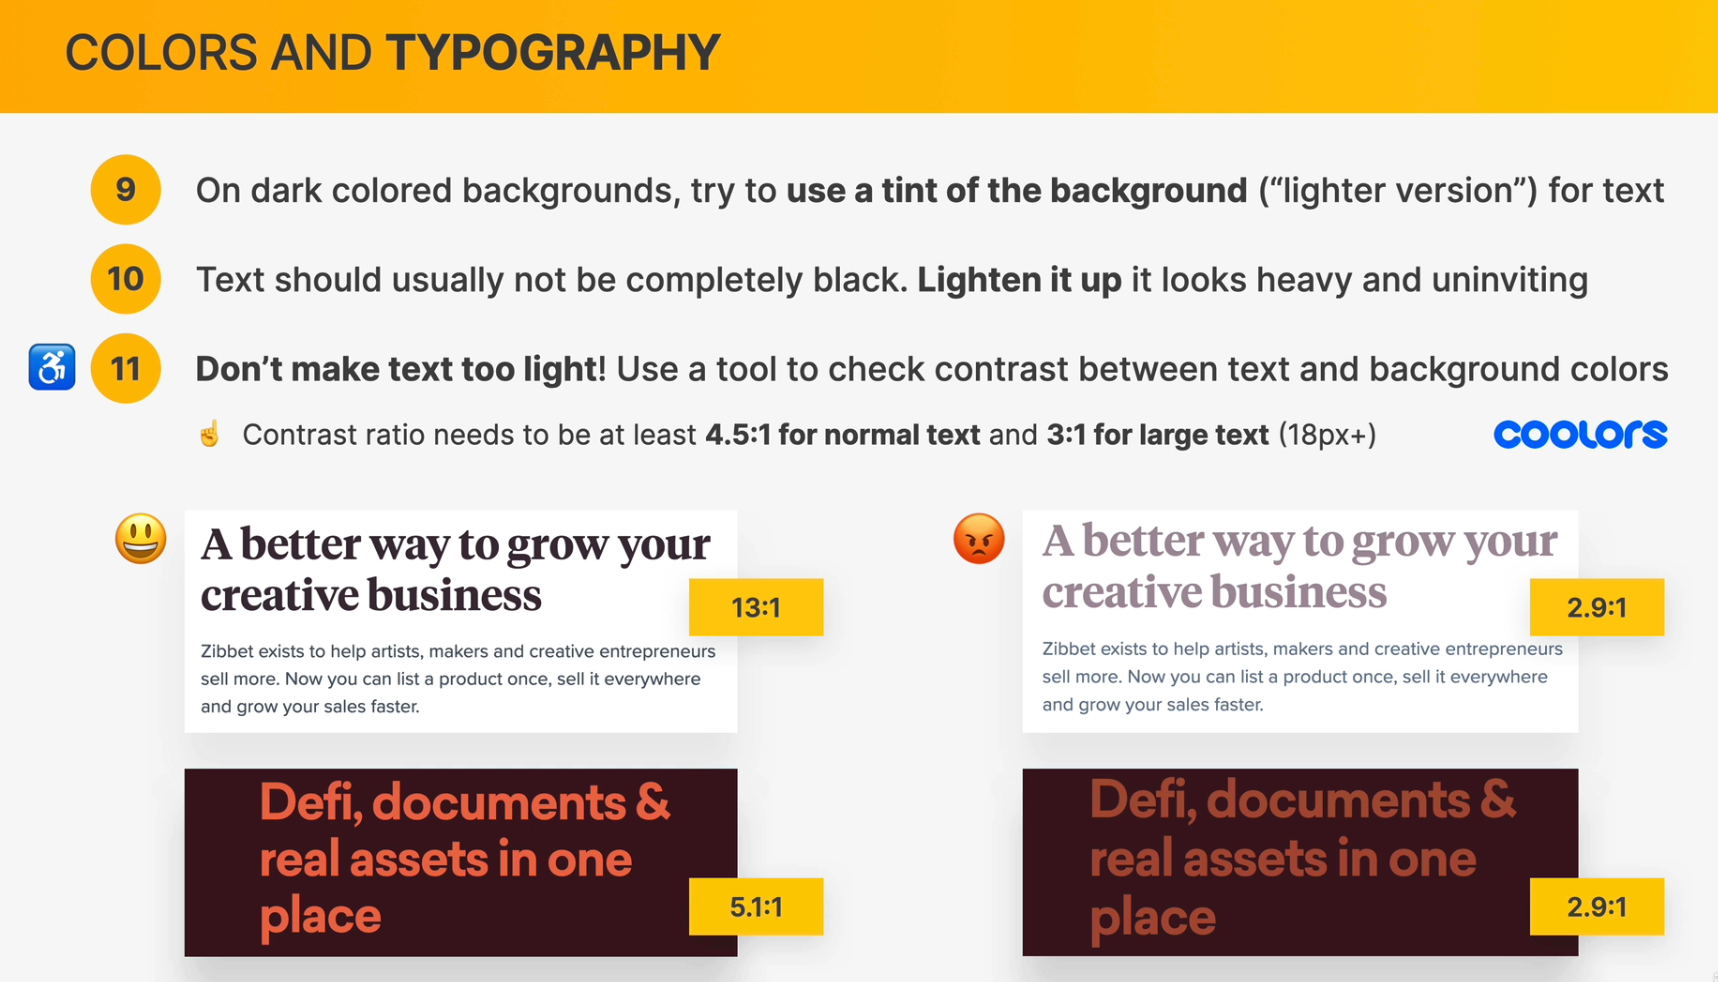 COLORS AND TYPOGRAPHY
9 On dark colored backgrounds, try to use a tint of the background (“lighter version”) for text
10 Text should usually not be completely black. Lighten it up it looks heavy and uninviting
11 Don’t make text too light! Use a tool to check contrast between text and background colors
Contrast ratio needs to be at least 4.5:1 for normal text and 3:1 for large text (18px+)
coolors
A better way to grow your
creative business
13:1
Zibbet exists to help artists, makers and creative entrepreneurs
sell more. Now you can list a product once, sell it everywhere
and grow your sales faster.
A better way to grow your
creative business
2.9:1
Zibbet exists to help artists, makers and creative entrepreneurs
sell more. Now you can list a product once, sell it everywhere
and grow your sales faster.
Defi, documents &
real assets in one
place
5.1:1
Defi, documents &
real assets in one
place
2.9:1